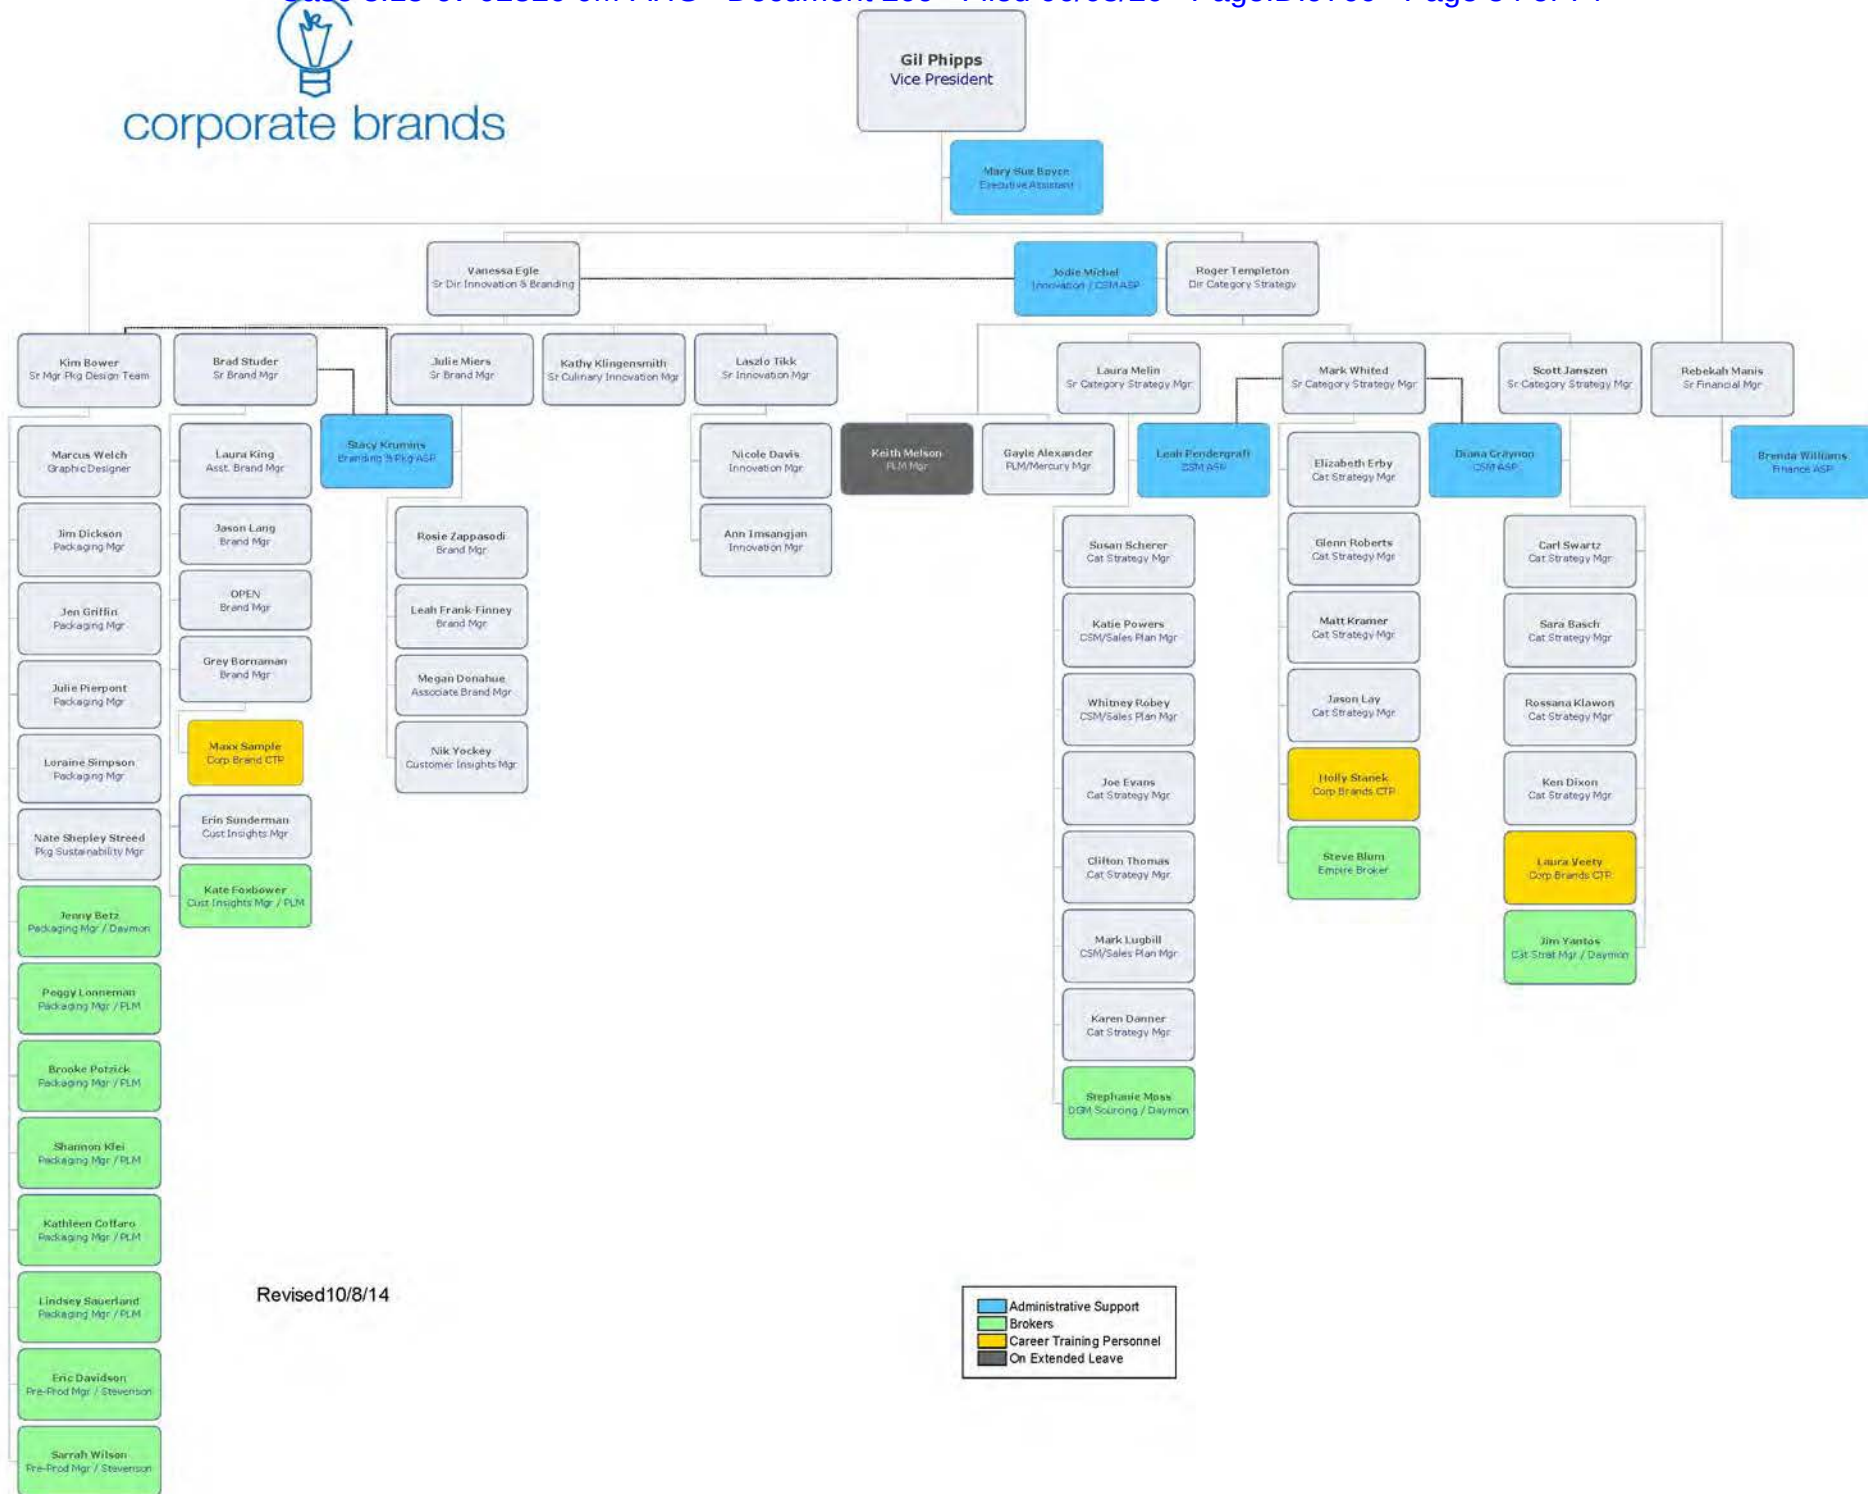 corporate brands
Gil Phipps
Vice President
Mary Sue Boyce
Executive Assistant
Vanessa Egle
Sr Dir Innovation & Branding
Jodie Michel
Innovation / CSM ASP
Roger Templeton
Dir Category Strategy
Kim Bower
Sr Mgr Pkg Design Team
Brad Studer
Sr Brand Mgr
Julie Miers
Sr Brand Mgr
Kathy Klingensmith
Sr Culinary Innovation Mgr
Laszlo Tikk
Sr Innovation Mgr
Laura Melin
Sr Category Strategy Mgr
Mark Whited
Sr Category Strategy Mgr
Scott Janszen
Sr Category Strategy Mgr
Rebekah Manis
Sr Financial Mgr
Marcus Welch
Graphic Designer
Jim Dickson
Packaging Mgr
Jen Griffin
Packaging Mgr
Julie Pierpont
Packaging Mgr
Loraine Simpson
Packaging Mgr
Nate Shepley Streed
Pkg Sustainability Mgr
Jenny Betz
Packaging Mgr / Daymon
Peggy Lonneman
Packaging Mgr / PLM
Brooke Potzick
Packaging Mgr / PLM
Shannon Klei
Packaging Mgr / PLM
Kathleen Coffaro
Packaging Mgr / PLM
Lindsey Sauerland
Packaging Mgr / PLM
Eric Davidson
Pre-Prod Mgr / Stevenson
Sarrah Wilson
Pre-Prod Mgr / Stevenson
Laura King
Asst. Brand Mgr
Jason Lang
Brand Mgr
OPEN
Brand Mgr
Grey Bornaman
Brand Mgr
Maxx Sample
Corp Brand CTP
Erin Sunderman
Cust Insights Mgr
Kate Foxbower
Cust Insights Mgr / PLM
Stacy Krumins
Branding & Pkg ASP
Rosie Zappasodi
Brand Mgr
Leah Frank-Finney
Brand Mgr
Megan Donahue
Associate Brand Mgr
Nik Yockey
Customer Insights Mgr
Nicole Davis
Innovation Mgr
Ann Imsangjan
Innovation Mgr
Keith Melson
PLM Mgr
Gayle Alexander
PLM/Mercury Mgr
Leah Pendergraft
CSM ASP
Diana Graynon
CSM ASP
Brenda Williams
Finance ASP
Susan Scherer
Cat Strategy Mgr
Katie Powers
CSM/Sales Plan Mgr
Whitney Robey
CSM/Sales Plan Mgr
Joe Evans
Cat Strategy Mgr
Clifton Thomas
Cat Strategy Mgr
Mark Lugbill
CSM/Sales Plan Mgr
Karen Danner
Cat Strategy Mgr
Stephanie Moss
DGM Sourcing / Daymon
Elizabeth Erby
Cat Strategy Mgr
Glenn Roberts
Cat Strategy Mgr
Matt Kramer
Cat Strategy Mgr
Jason Lay
Cat Strategy Mgr
Holly Stanek
Corp Brands CTP
Steve Blum
Empire Broker
Carl Swartz
Cat Strategy Mgr
Sara Basch
Cat Strategy Mgr
Rossana Klawon
Cat Strategy Mgr
Ken Dixon
Cat Strategy Mgr
Laura Veety
Corp Brands CTP
Jim Yantos
Cat Strat Mgr / Daymon
Revised10/8/14
Administrative Support
Brokers
Career Training Personnel
On Extended Leave